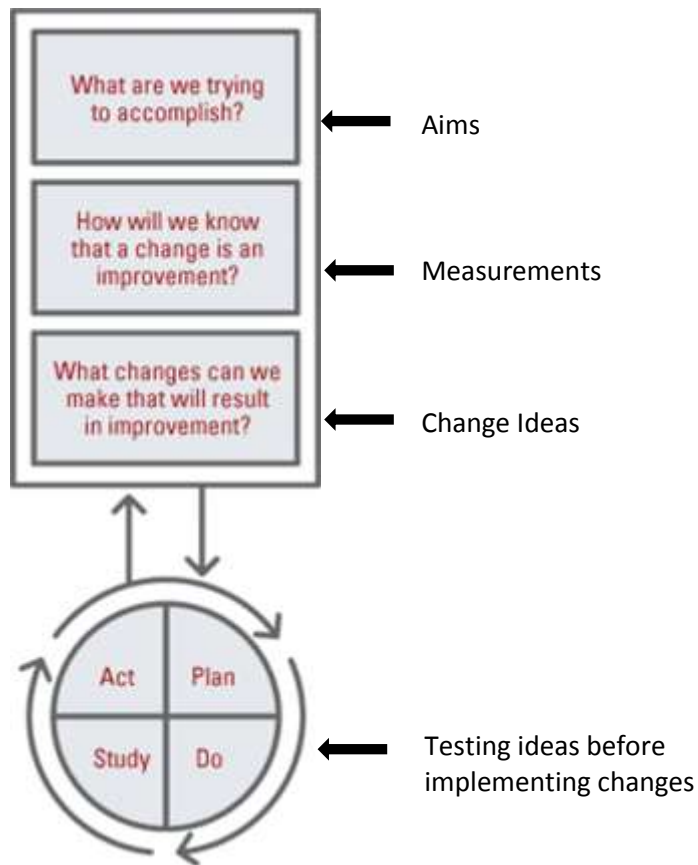 What are we trying
to accomplish?
Aims
How will we know
that a change is an
improvement?
Measurements
What changes can we
make that will result
in improvement?
Change Ideas
Act
Plan
Study
Do
Testing ideas before
implementing changes